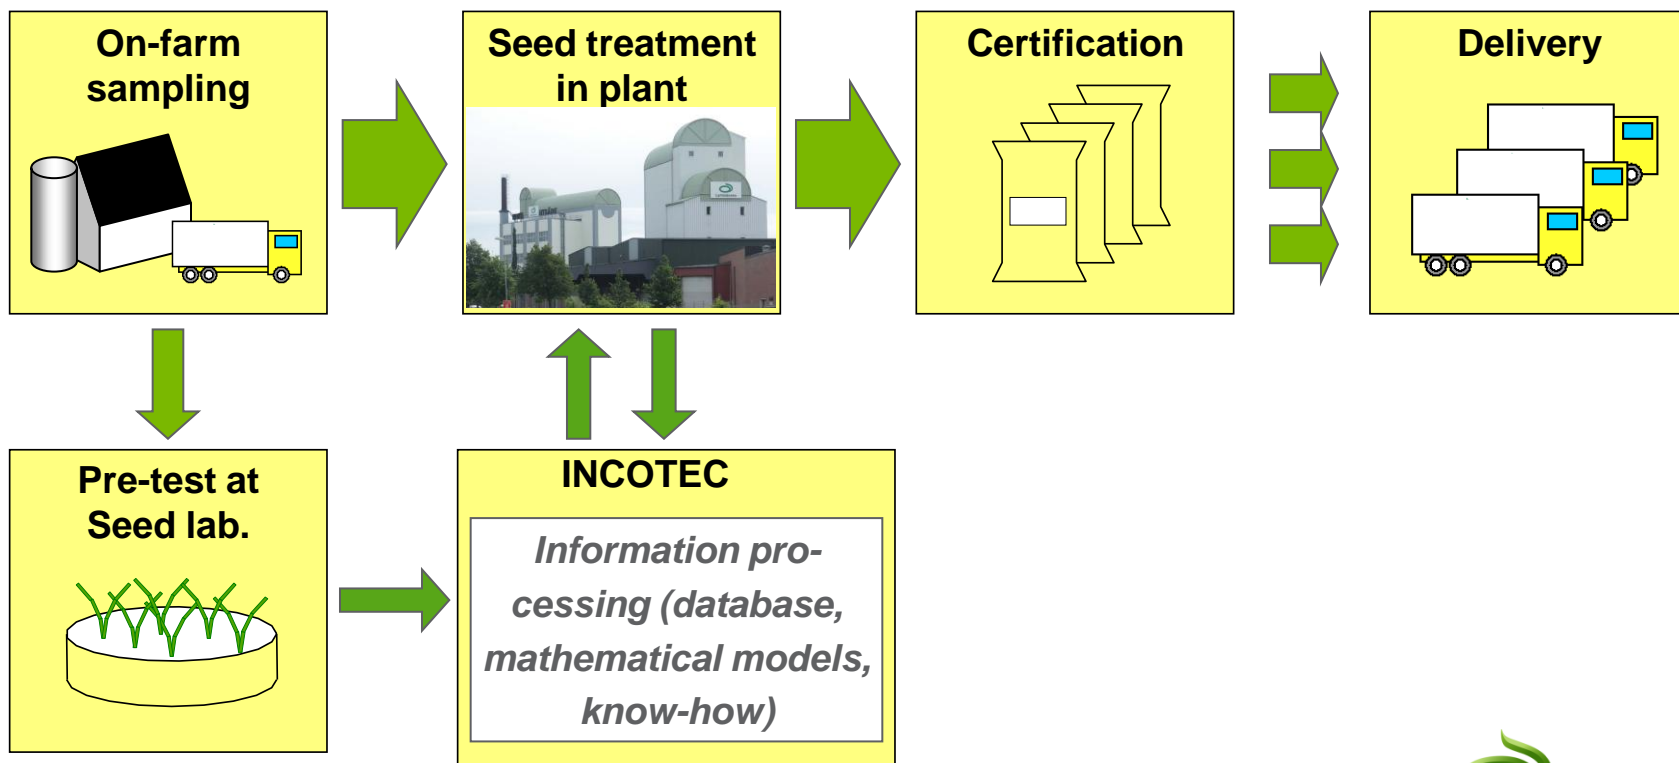 On-farm
sampling
Seed treatment
in plant
Certification
Delivery
Pre-test at
Seed lab.
INCOTEC
Information pro-
cessing (database,
mathematical models,
know-how)